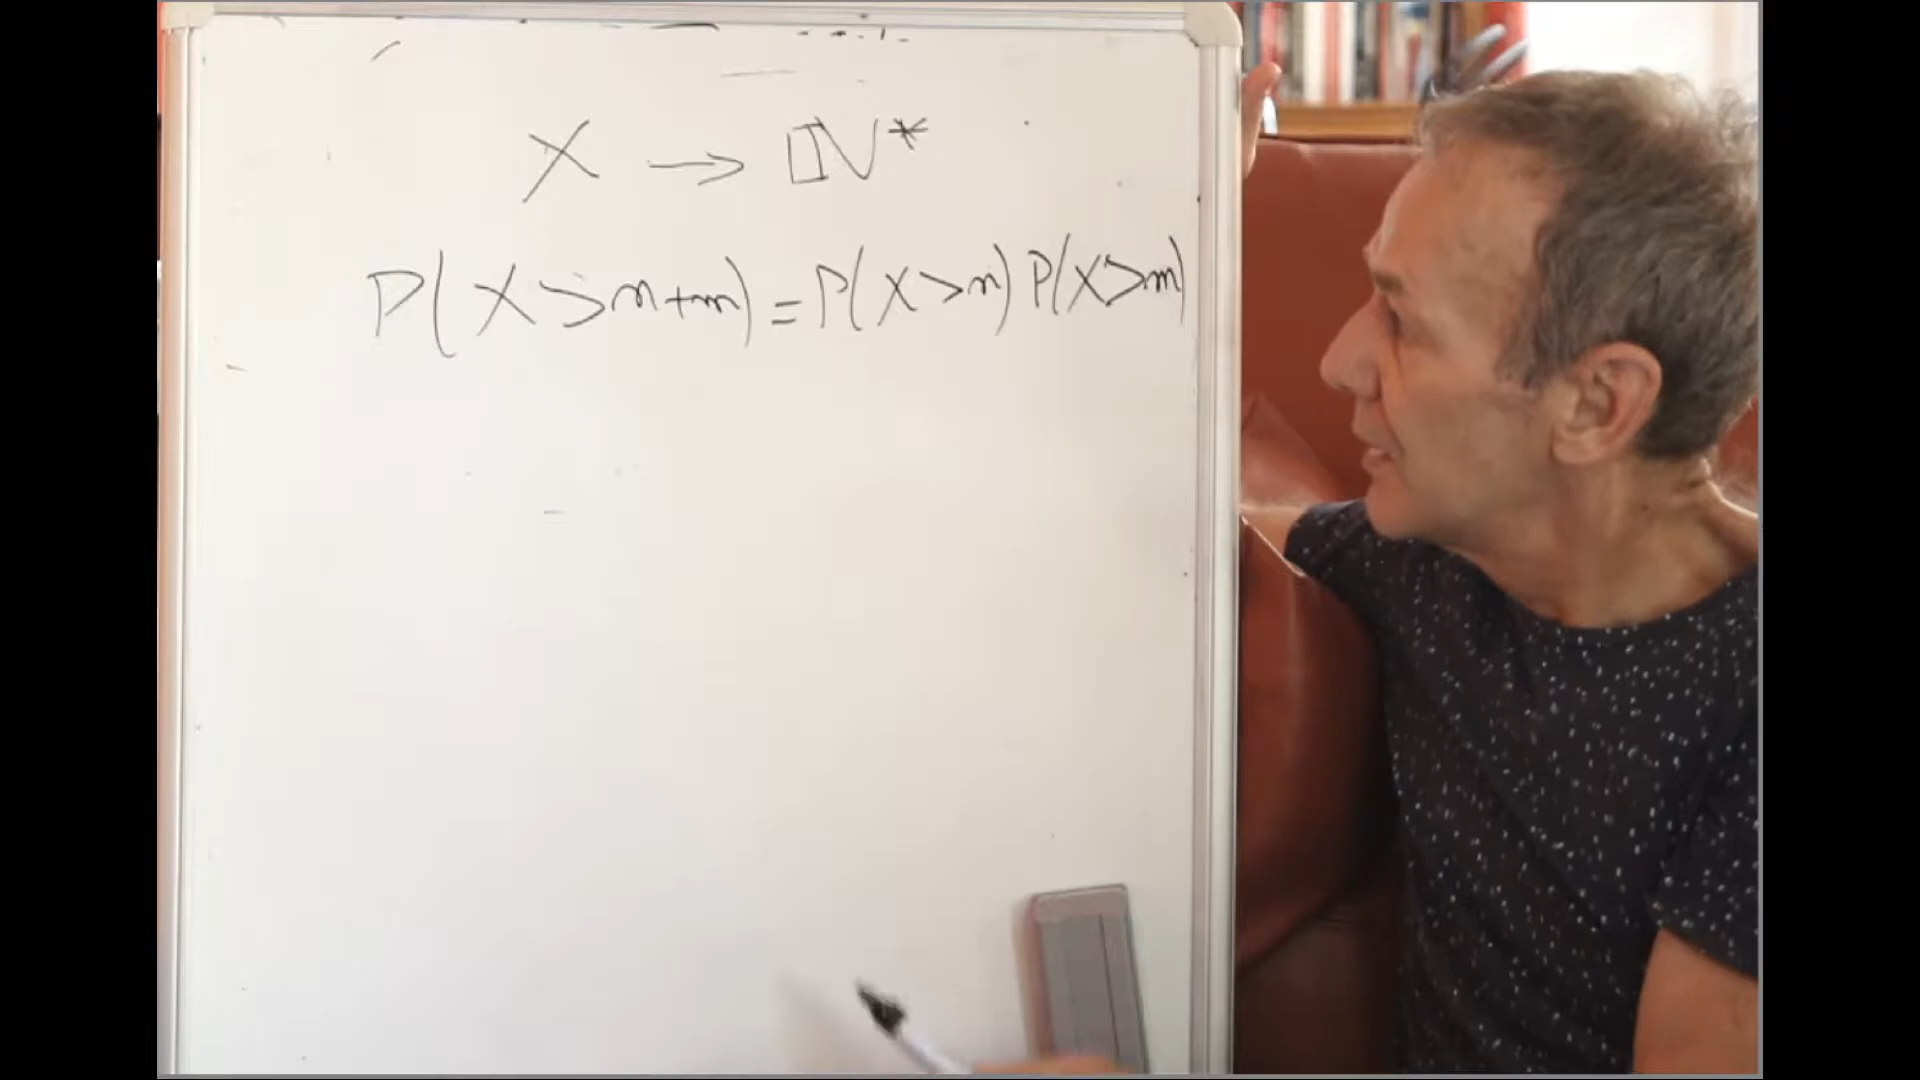 X → ℕ*
P(X>n+m)=P(X>n)P(X>m)